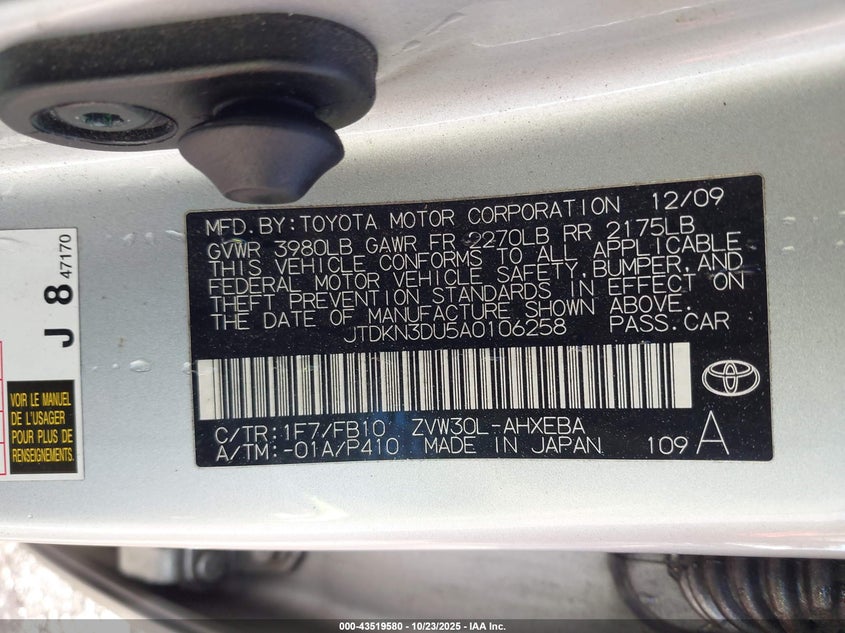 MFD. BY: TOYOTA MOTOR CORPORATION 12/09
GVWR 3980LB GAWR FR 2270LB RR 2175LB
THIS VEHICLE CONFORMS TO ALL APPLICABLE
FEDERAL MOTOR VEHICLE SAFETY, BUMPER, AND
THEFT PREVENTION STANDARDS IN EFFECT ON
THE DATE OF MANUFACTURE SHOWN ABOVE.
JTDKN3DU5A0106258 PASS. CAR
C/TR: 1F7/FB10 ZVW30L-AHXEBA
A/TM: -01A/P410 MADE IN JAPAN 109 A
J 8 47170
VOIR LE MANUEL
DE L'USAGER
POUR PLUS DE
RENSEIGNEMENTS.
000-43519580 - 10/23/2025 - IAA Inc.